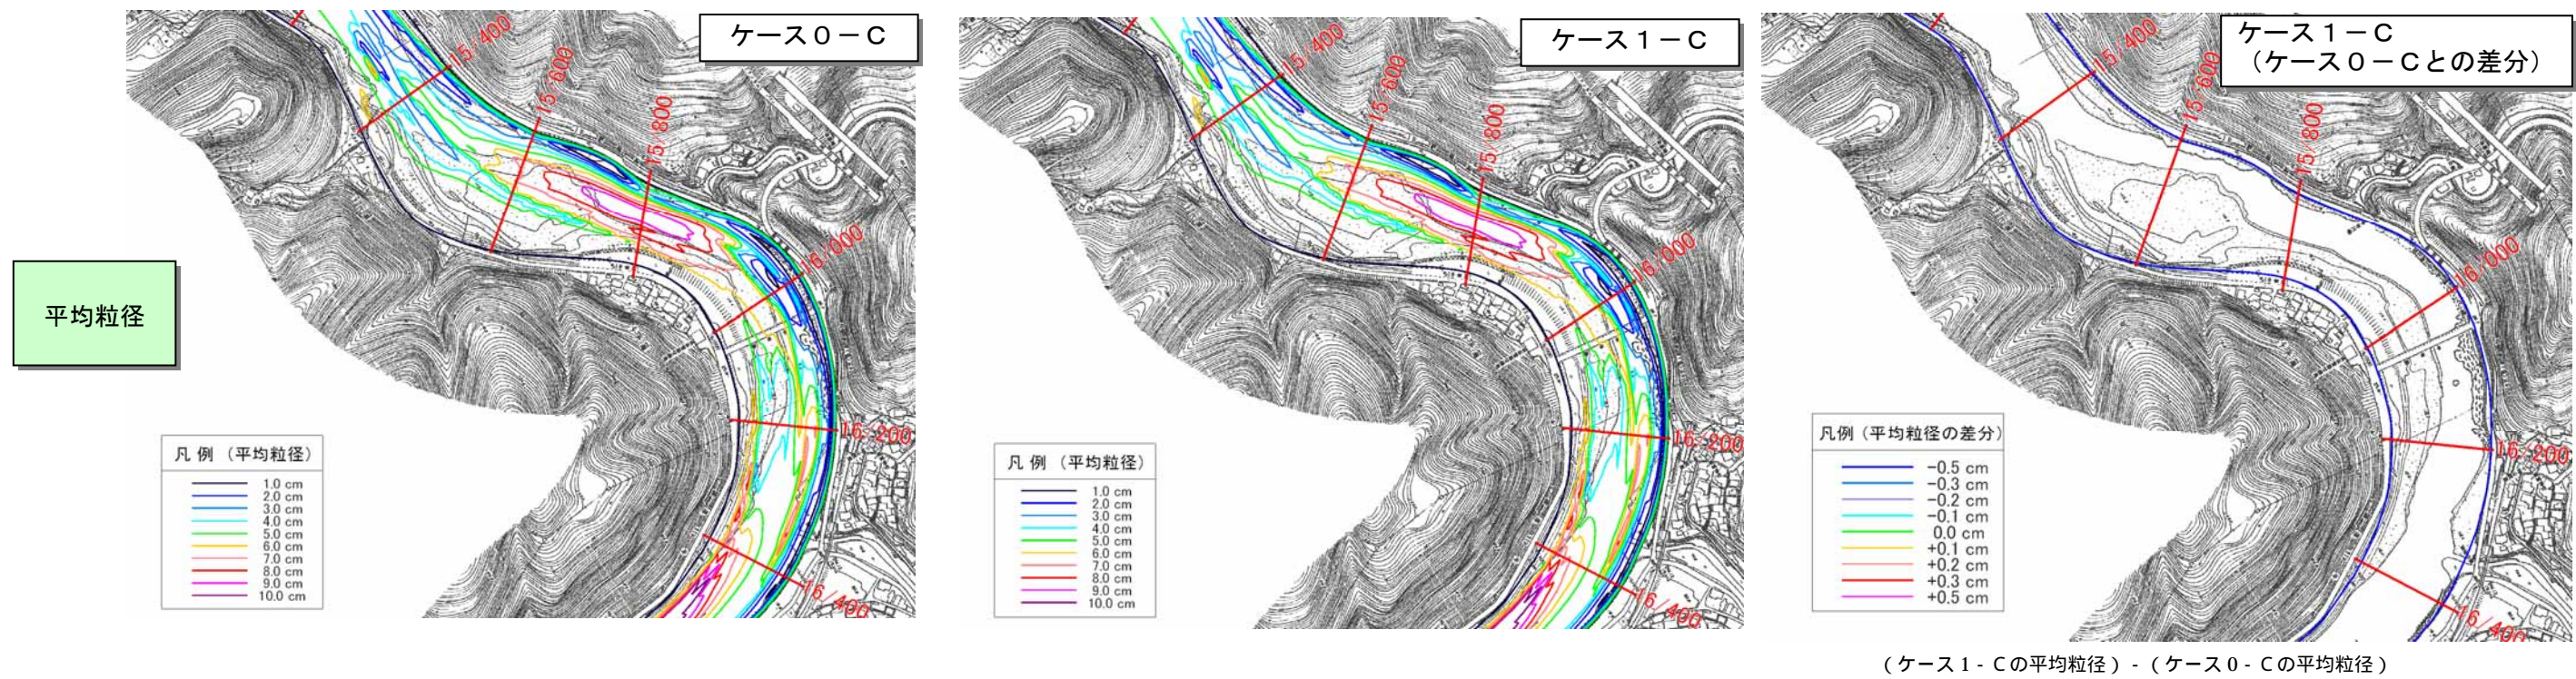 平均粒径
ケース0-C
15/400
15/600
15/800
16/000
16/200
16/400
凡 例 (平均粒径)
1.0 cm
2.0 cm
3.0 cm
4.0 cm
5.0 cm
6.0 cm
7.0 cm
8.0 cm
9.0 cm
10.0 cm
ケース1-C
15/400
15/600
15/800
16/000
16/200
16/400
凡 例 (平均粒径)
1.0 cm
2.0 cm
3.0 cm
4.0 cm
5.0 cm
6.0 cm
7.0 cm
8.0 cm
9.0 cm
10.0 cm
ケース1-C
(ケース0-Cとの差分)
15/400
15/600
15/800
16/000
16/200
16/400
凡例(平均粒径の差分)
-0.5 cm
-0.3 cm
-0.2 cm
-0.1 cm
0.0 cm
+0.1 cm
+0.2 cm
+0.3 cm
+0.5 cm
(ケース1-Cの平均粒径)-(ケース0-Cの平均粒径)